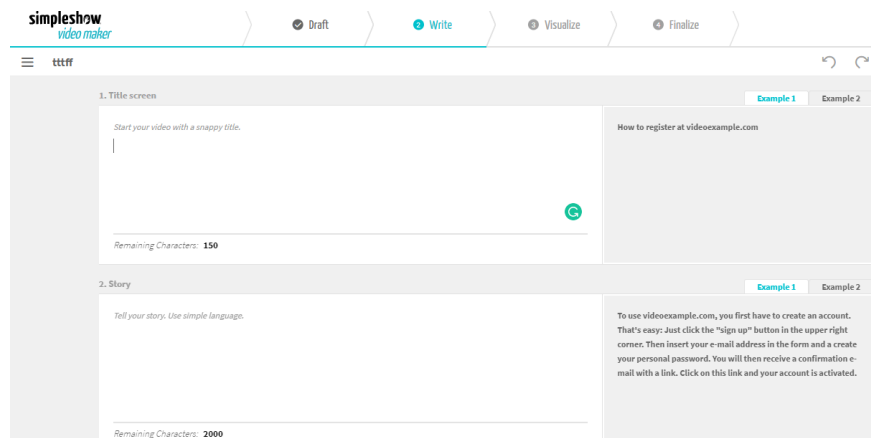 simpleshow
video maker
Draft
2 Write
3 Visualize
4 Finalize
tttff
1. Title screen
Example 1
Example 2
Start your video with a snappy title.
How to register at videoexample.com
Remaining Characters: 150
2. Story
Example 1
Example 2
Tell your story. Use simple language.
To use videoexample.com, you first have to create an account.
That's easy: Just click the "sign up" button in the upper right
corner. Then insert your e-mail address in the form and a create
your personal password. You will then receive a confirmation e-
mail with a link. Click on this link and your account is activated.
Remaining Characters: 2000